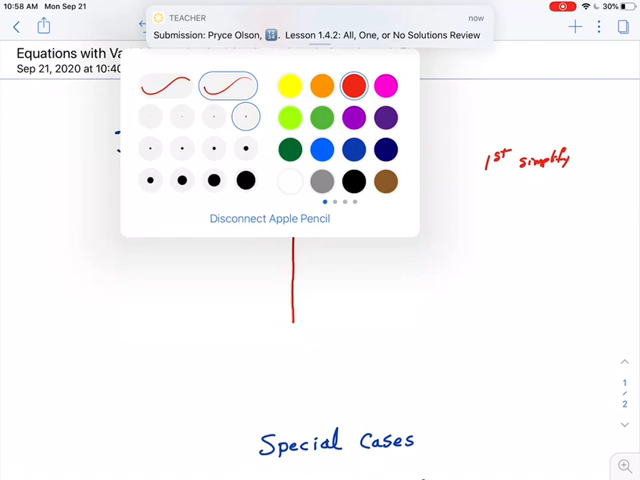 10:58 AM Mon Sep 21
30%
TEACHER
now
Submission: Pryce Olson, Lesson 1.4.2: All, One, or No Solutions Review
Equations with Va
Sep 21, 2020 at 10:40
1st simplify
Disconnect Apple Pencil
1
/
2
Special Cases